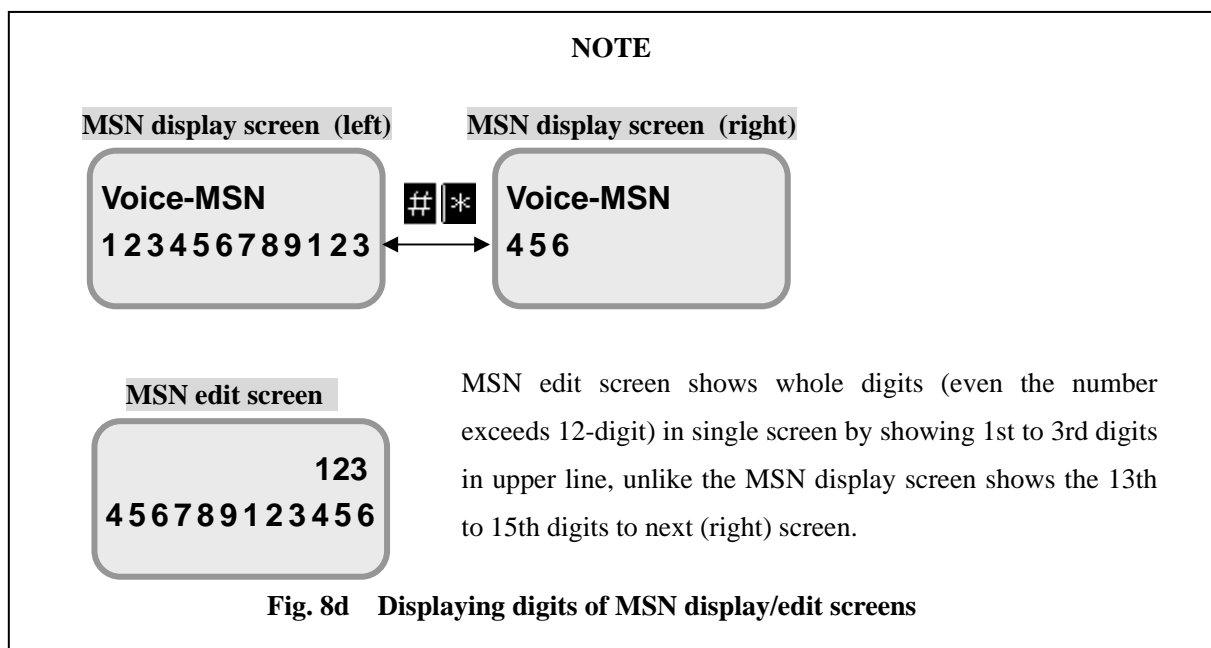 NOTE
MSN display screen (left) MSN display screen (right)
Voice-MSN # * Voice-MSN
123456789123 456
MSN edit screen
123
456789123456
MSN edit screen shows whole digits (even the number
exceeds 12-digit) in single screen by showing 1st to 3rd digits
in upper line, unlike the MSN display screen shows the 13th
to 15th digits to next (right) screen.
Fig. 8d Displaying digits of MSN display/edit screens